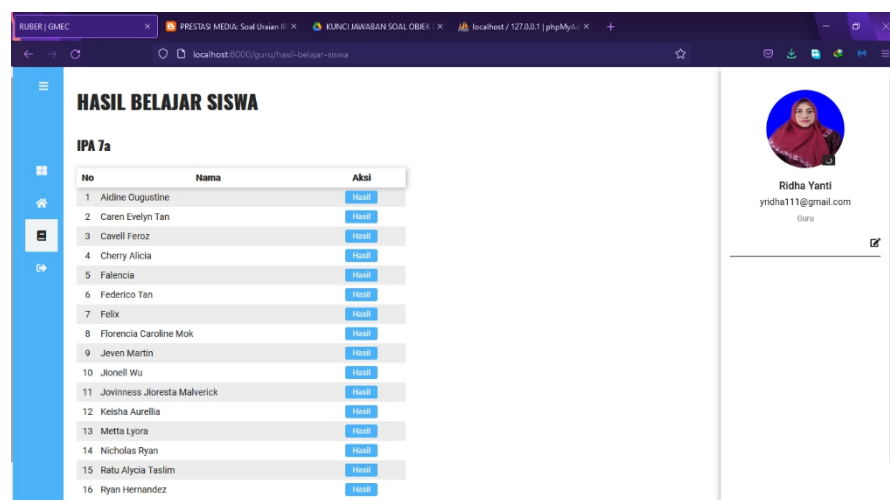 RUBER | GMEC
PRESTASI MEDIA: Soal Uraian
KUNCI JAWABAN SOAL OBJEK
localhost / 127.0.0.1 | phpMyAd
localhost:8000/guru/hasil-belajar-siswa
HASIL BELAJAR SISWA
IPA 7a
No Nama Aksi
1 Aidine Ougustine Hasil
2 Caren Evelyn Tan Hasil
3 Cavell Feroz Hasil
4 Cherry Alicia Hasil
5 Falencia Hasil
6 Federico Tan Hasil
7 Felix Hasil
8 Florencia Caroline Mok Hasil
9 Jeven Martin Hasil
10 Jionell Wu Hasil
11 Jovinness Jioresta Malverick Hasil
12 Keisha Aurellia Hasil
13 Metta Lyora Hasil
14 Nicholas Ryan Hasil
15 Ratu Alycia Taslim Hasil
16 Ryan Hernandez Hasil
Ridha Yanti
yridha111@gmail.com
Guru